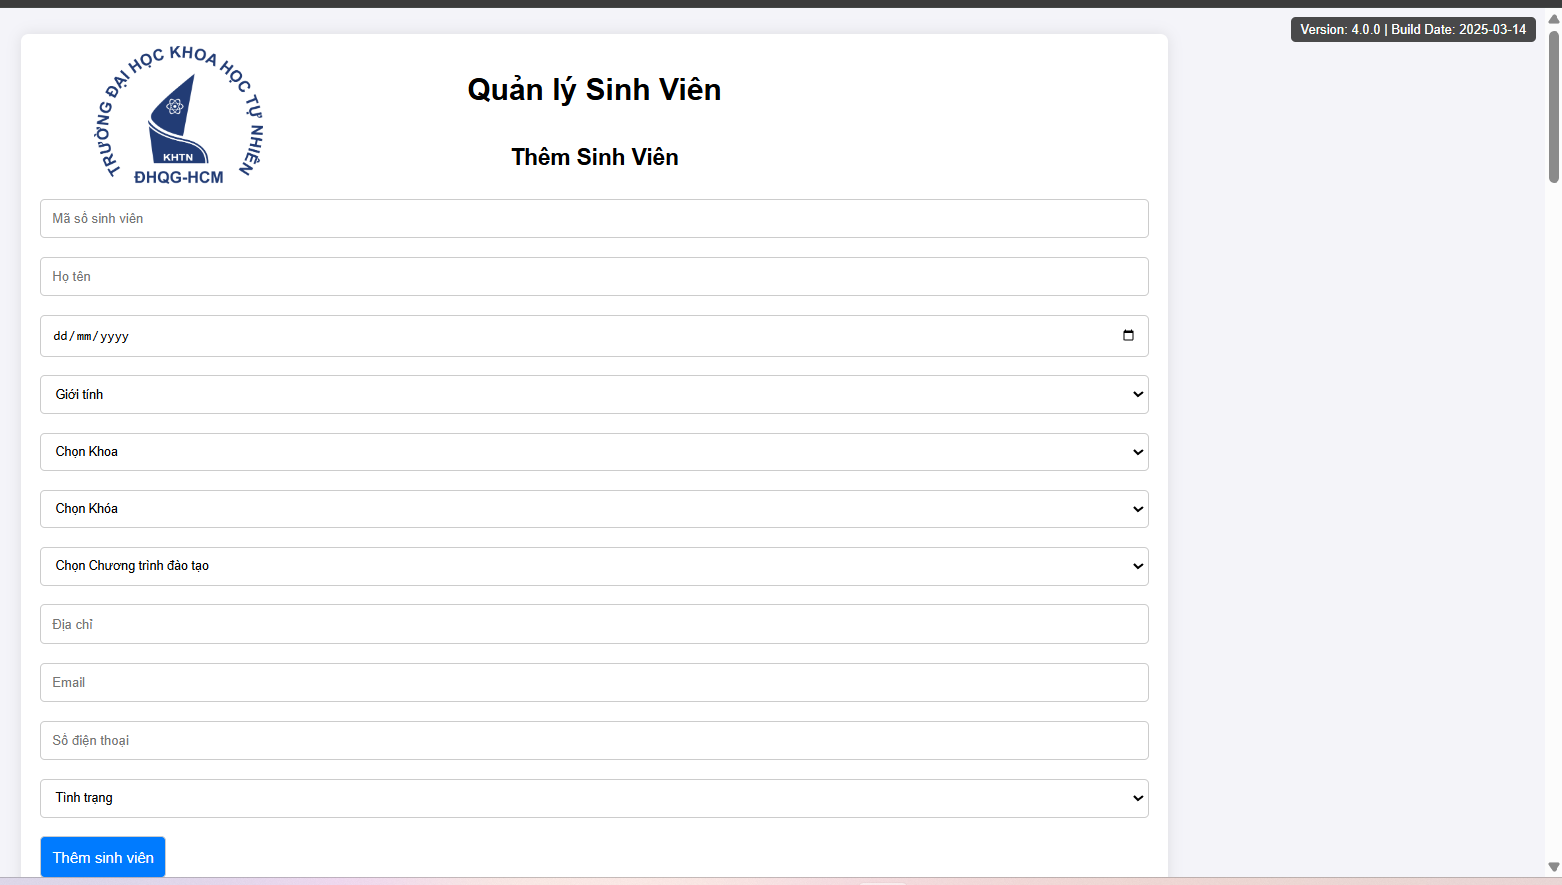 Version: 4.0.0 | Build Date: 2025-03-14
TRƯỜNG ĐẠI HỌC KHOA HỌC TỰ NHIÊN
KHTN
ĐHQG-HCM
Quản lý Sinh Viên
Thêm Sinh Viên
Mã số sinh viên
Họ tên
dd/mm/yyyy
Giới tính
Chọn Khoa
Chọn Khóa
Chọn Chương trình đào tạo
Địa chỉ
Email
Số điện thoại
Tình trạng
Thêm sinh viên